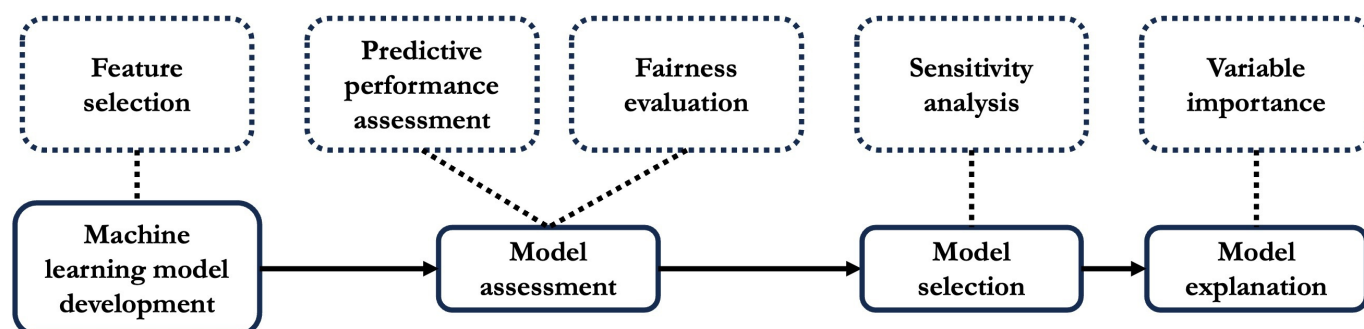 Feature
selection
Predictive
performance
assessment
Fairness
evaluation
Sensitivity
analysis
Variable
importance
Machine
learning model
development
Model
assessment
Model
selection
Model
explanation